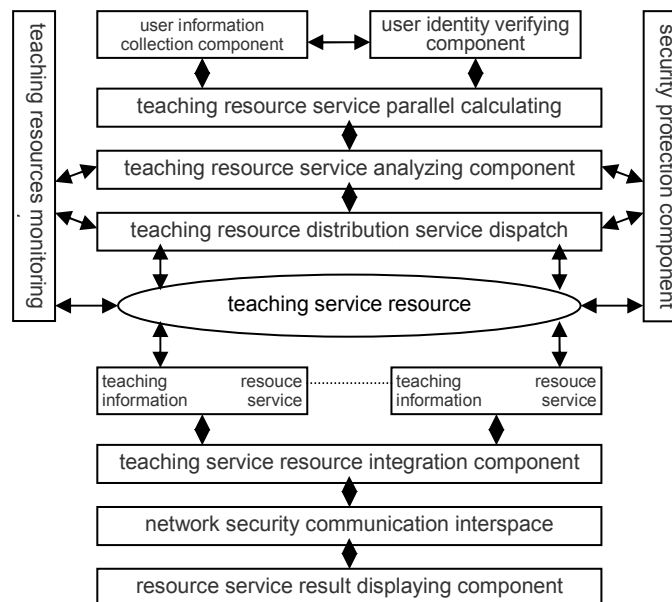 teaching resources monitoring
user information
collection component
user identity verifying
component
security protection component
teaching resource service parallel calculating
teaching resource service analyzing component
teaching resource distribution service dispatch
teaching service resource
teaching resouce
information service
teaching resouce
information service
teaching service resource integration component
network security communication interspace
resource service result displaying component